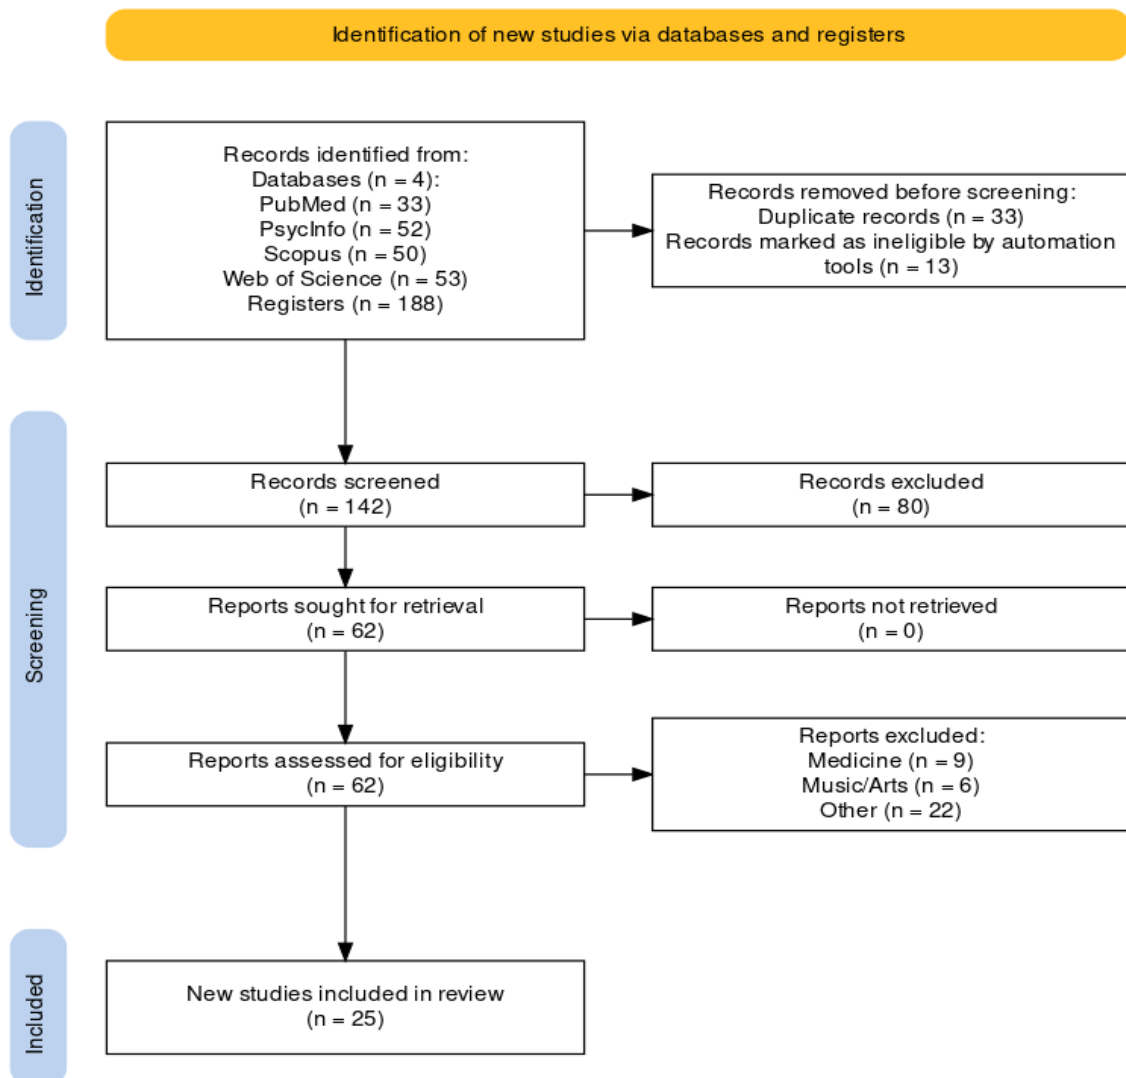 Identification of new studies via databases and registers
Identification
Records identified from:
Databases (n = 4):
PubMed (n = 33)
PsycInfo (n = 52)
Scopus (n = 50)
Web of Science (n = 53)
Registers (n = 188)
Records removed before screening:
Duplicate records (n = 33)
Records marked as ineligible by automation
tools (n = 13)
Screening
Records screened
(n = 142)
Records excluded
(n = 80)
Reports sought for retrieval
(n = 62)
Reports not retrieved
(n = 0)
Reports assessed for eligibility
(n = 62)
Reports excluded:
Medicine (n = 9)
Music/Arts (n = 6)
Other (n = 22)
Included
New studies included in review
(n = 25)